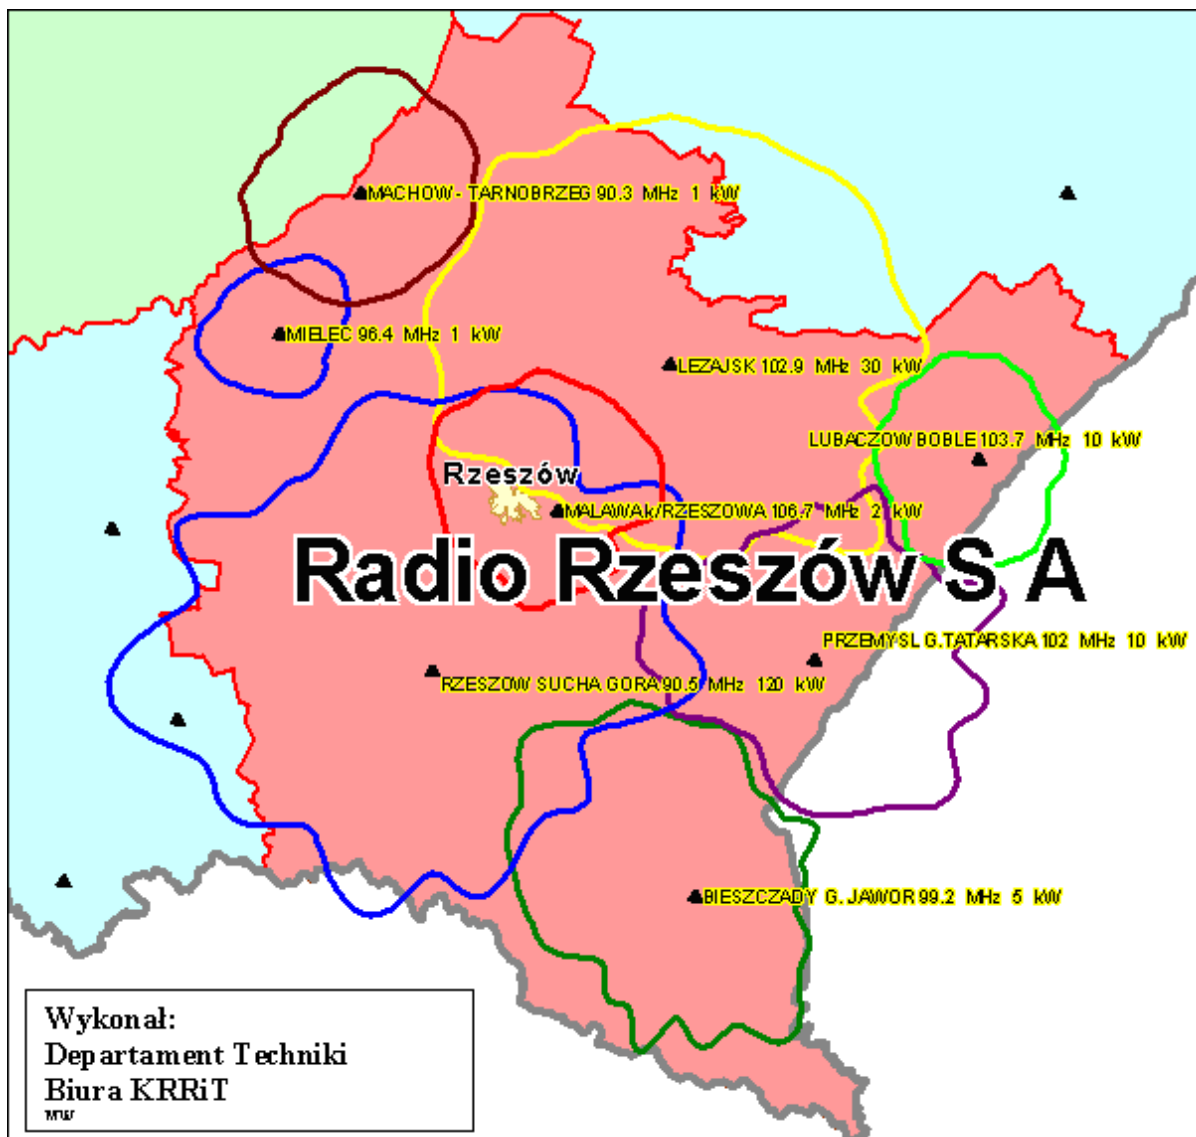 MACHOW - TARNOBRZEG 90.3 MHz 1 kW
MIELEC 96.4 MHz 1 kW
LEZAJSK 102.9 MHz 30 kW
LUBACZOW BOBLE 103.7 MHz 10 kW
Rzeszów
MALAWA k/RZESZOWA 106.7 MHz 2 kW
Radio Rzeszów S A
PRZEMYSL G.TATARSKA 102 MHz 10 kW
RZESZOW SUCHA GORA 90.5 MHz 120 kW
BIESZCZADY G. JAWOR 99.2 MHz 5 kW
Wykonał:
Departament Techniki
Biura KRRiT
MW